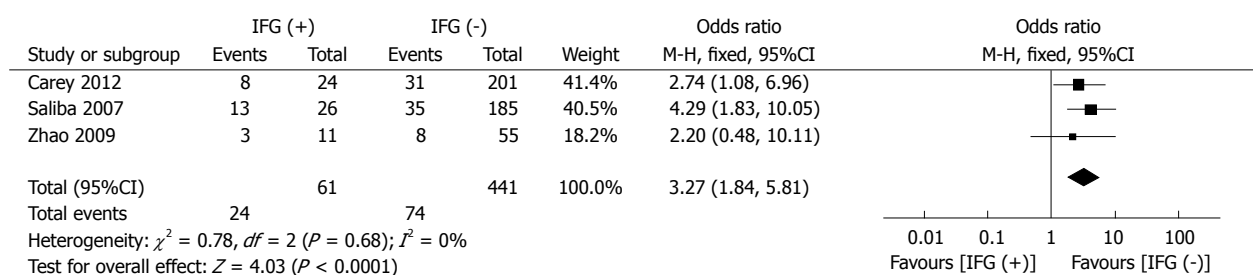 IFG (+) IFG (-) Odds ratio Odds ratio
Study or subgroup Events Total Events Total Weight M-H, fixed, 95%CI M-H, fixed, 95%CI
Carey 2012 8 24 31 201 41.4% 2.74 (1.08, 6.96)
Saliba 2007 13 26 35 185 40.5% 4.29 (1.83, 10.05)
Zhao 2009 3 11 8 55 18.2% 2.20 (0.48, 10.11)
Total (95%CI) 61 441 100.0% 3.27 (1.84, 5.81)
Total events 24 74
Heterogeneity: χ² = 0.78, df = 2 (P = 0.68); I² = 0%
0.01 0.1 1 10 100
Test for overall effect: Z = 4.03 (P < 0.0001)
Favours [IFG (+)] Favours [IFG (-)]